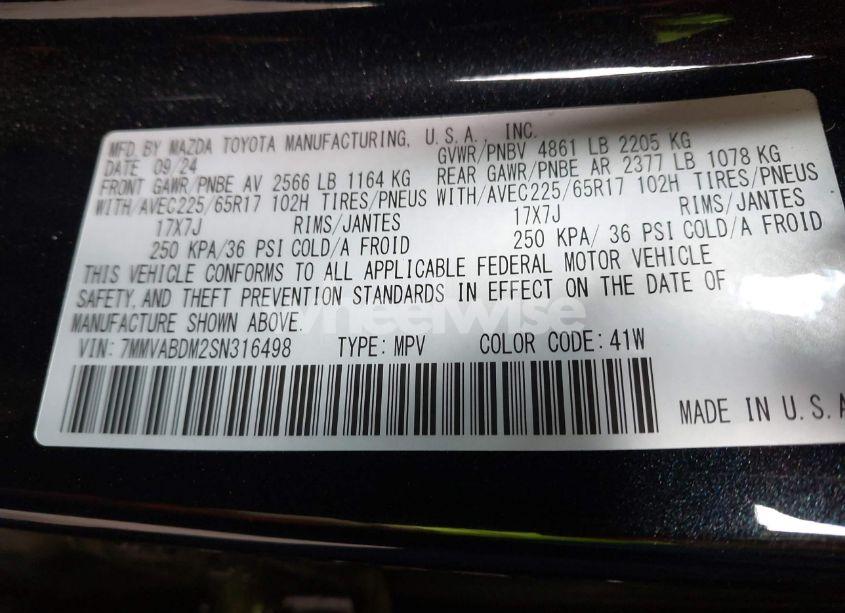 MFD BY MAZDA TOYOTA MANUFACTURING, U.S.A. INC.
DATE 09/24 GVWR/PNBV 4861 LB 2205 KG
FRONT GAWR/PNBE AV 2566 LB 1164 KG REAR GAWR/PNBE AR 2377 LB 1078 KG
WITH/AVEC225/65R17 102H TIRES/PNEUS WITH/AVEC225/65R17 102H TIRES/PNEUS
17X7J RIMS/JANTES 17X7J RIMS/JANTES
250 KPA/36 PSI COLD/A FROID 250 KPA/ 36 PSI COLD/A FROID
THIS VEHICLE CONFORMS TO ALL APPLICABLE FEDERAL MOTOR VEHICLE
SAFETY, AND THEFT PREVENTION STANDARDS IN EFFECT ON THE DATE OF
MANUFACTURE SHOWN ABOVE.
wheelwise
VIN: 7MMVABDM2SN316498 TYPE: MPV COLOR CODE: 41W
MADE IN U.S.A